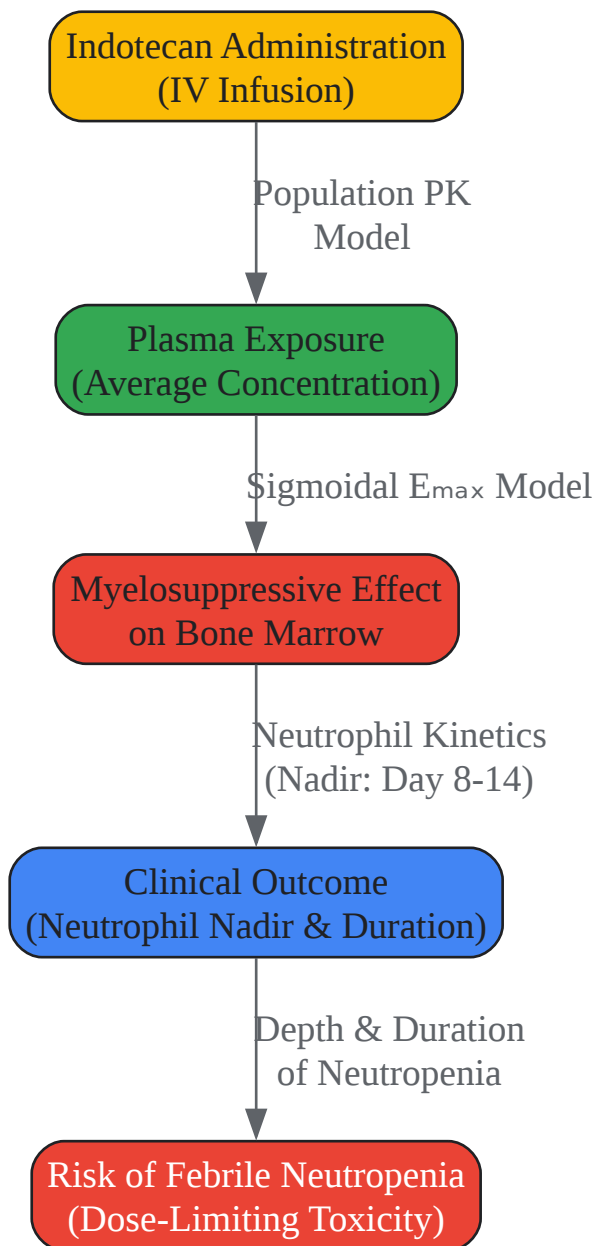 Indotecan Administration
(IV Infusion)
Population PK
Model
Plasma Exposure
(Average Concentration)
Sigmoidal Eₘₐₓ Model
Myelosuppressive Effect
on Bone Marrow
Neutrophil Kinetics
(Nadir: Day 8-14)
Clinical Outcome
(Neutrophil Nadir & Duration)
Depth & Duration
of Neutropenia
Risk of Febrile Neutropenia
(Dose-Limiting Toxicity)